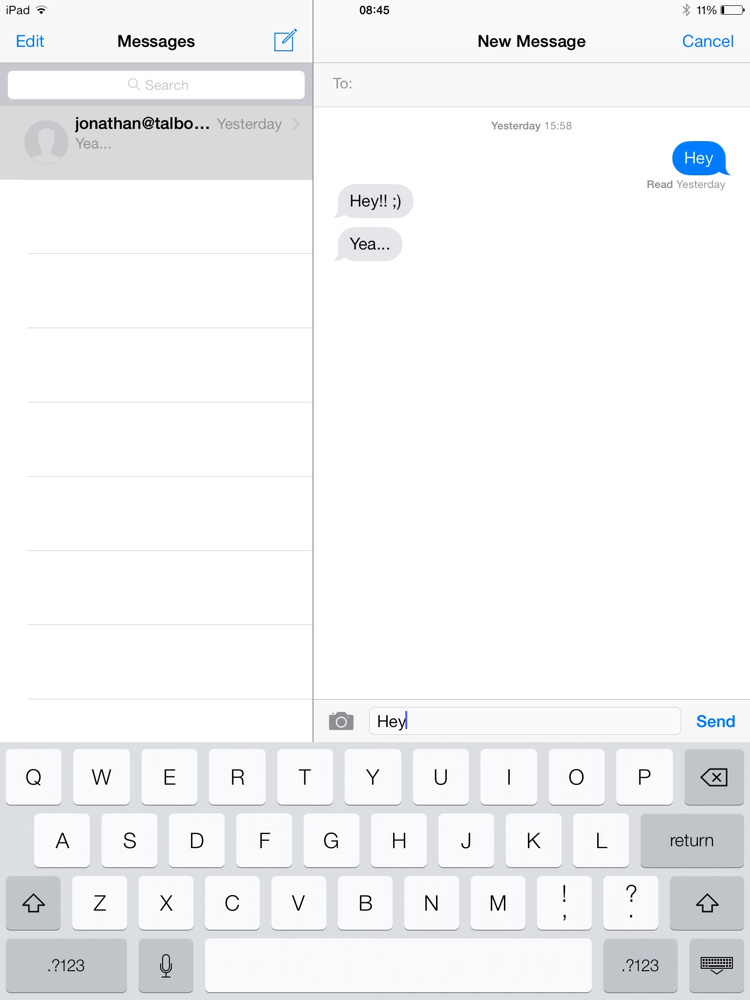 iPad 08:45 11%
Edit Messages
Search
jonathan@talbo... Yesterday
Yea...
New Message Cancel
To:
Yesterday 15:58
Hey
Read Yesterday
Hey!! ;)
Yea...
Hey Send
Q W E R T Y U I O P
A S D F G H J K L return
Z X C V B N M ! , ? .
.?123 .?123